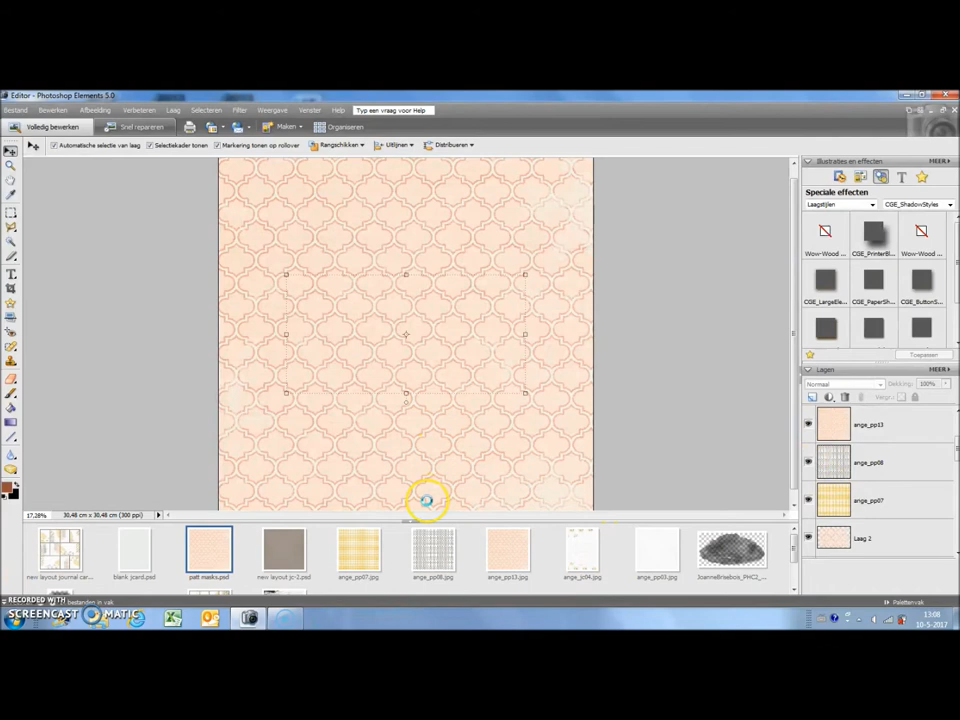 Editor - Photoshop Elements 5.0
Bestand Bewerken Afbeelding Verbeteren Laag Selecteren Filter Weergave Venster Help Typ een vraag voor Help
Volledig bewerken Snel repareren Maken Organiseren
Automatische selectie van laag Selectiekader tonen Markering tonen op rollover Rangschikken Uitlijnen Distribueren
Illustraties en effecten MEER
Speciale effecten
Laagstijlen CGE_ShadowStyles
Wow-Wood ... CGE_PrinterBl... Wow-Wood ...
CGE_LargeEle... CGE_PaperSh... CGE_ButtonS...
Toepassen
Lagen MEER
Normaal Dekking: 100%
Vergr.:
ange_pp13
ange_pp08
ange_pp07
Laag 2
17,28% 30,48 cm x 30,48 cm (300 ppi)
new layout journal car... blank jcard.psd patt masks.psd new layout jc-2.psd ange_pp07.jpg ange_pp08.jpg ange_pp13.jpg ange_jc04.jpg ange_pp03.jpg JoanneBrisebois_PHC2_...
RECORDED WITH
bestanden in vak Palettenvak
SCREENCAST MATIC
13:08
10-5-2017